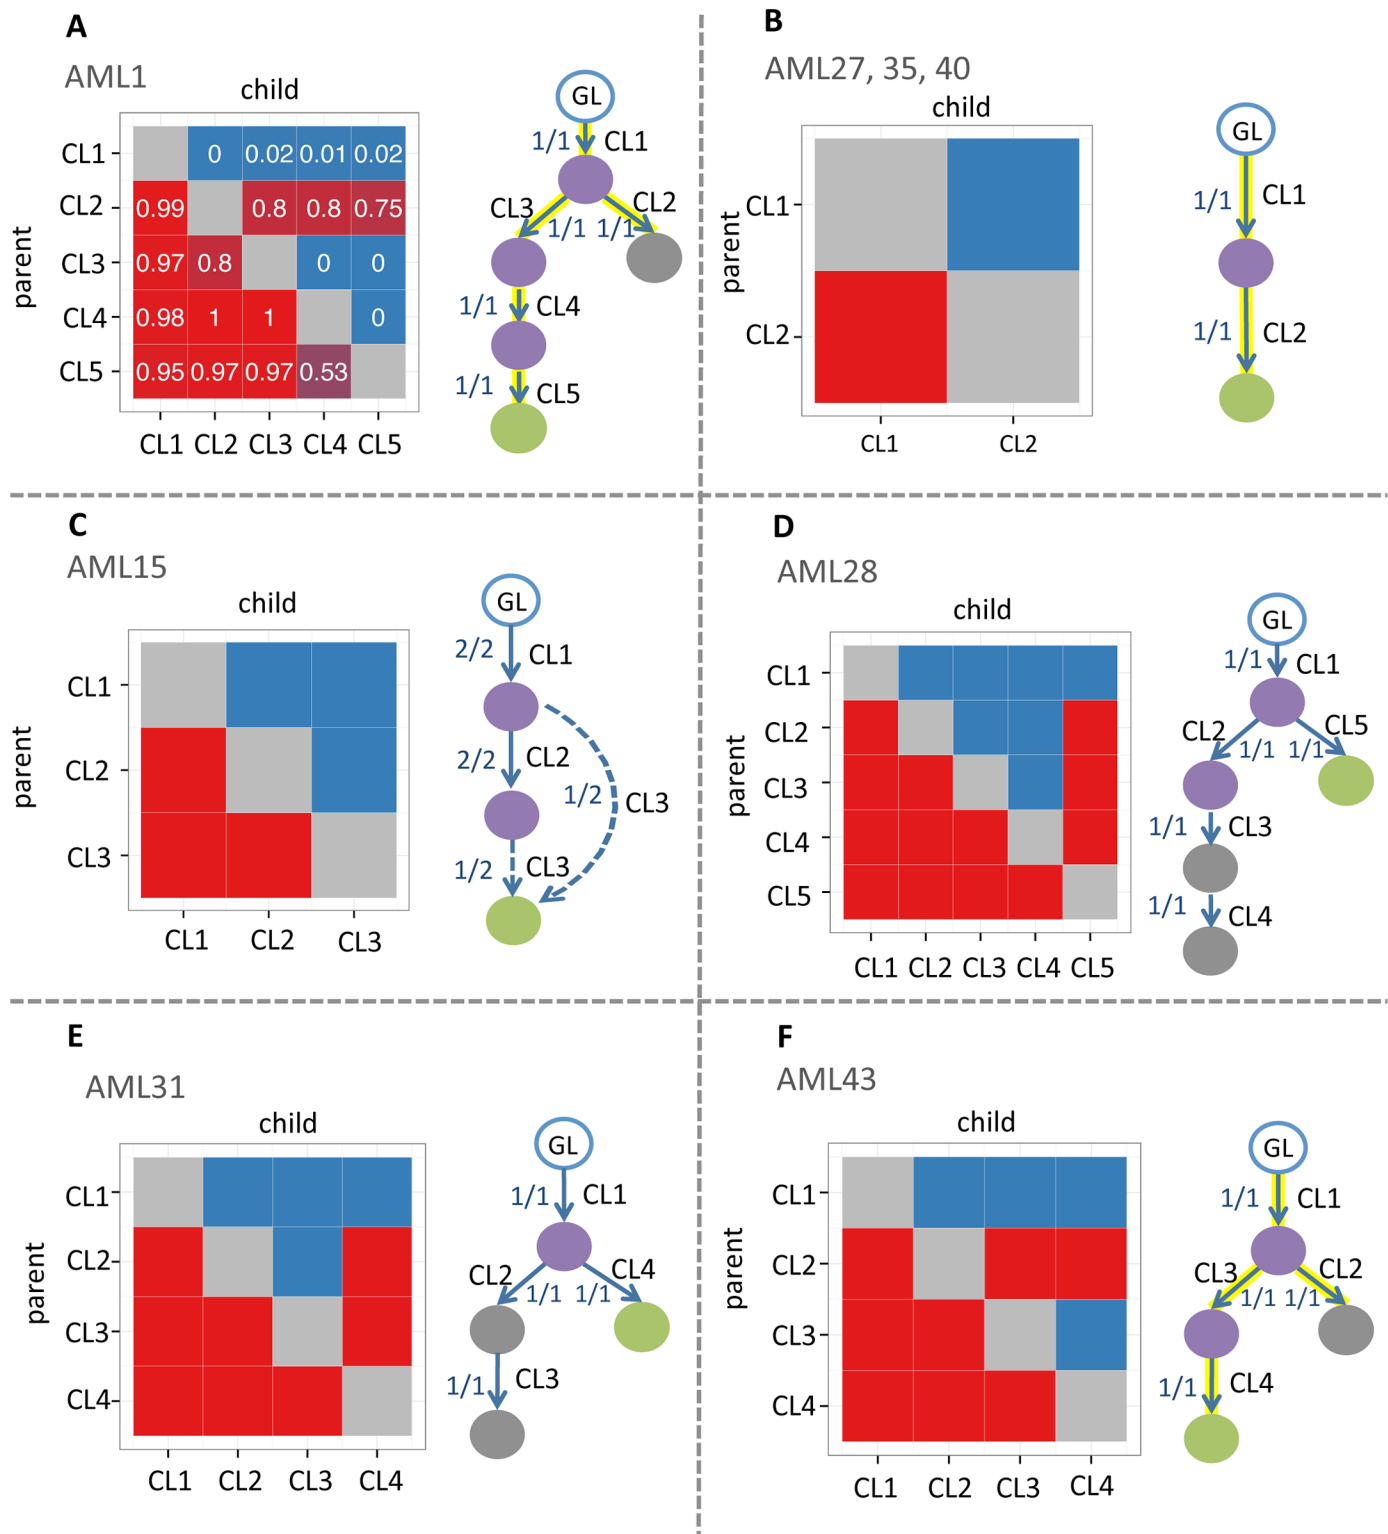 A
AML1
child
parent
CL1 0 0.02 0.01 0.02
CL2 0.99 0.8 0.8 0.75
CL3 0.97 0.8 0 0
CL4 0.98 1 1 0
CL5 0.95 0.97 0.97 0.53
CL1 CL2 CL3 CL4 CL5
GL
1/1 CL1
CL3 1/1 1/1 CL2
1/1 CL4
1/1 CL5
B
AML27, 35, 40
child
parent
CL1
CL2
CL1 CL2
GL
1/1 CL1
1/1 CL2
C
AML15
child
parent
CL1
CL2
CL3
CL1 CL2 CL3
GL
2/2 CL1
2/2 CL2
1/2 CL3
1/2 CL3
D
AML28
child
parent
CL1
CL2
CL3
CL4
CL5
CL1 CL2 CL3 CL4 CL5
GL
1/1 CL1
CL2 1/1 1/1 CL5
1/1 CL3
1/1 CL4
E
AML31
child
parent
CL1
CL2
CL3
CL4
CL1 CL2 CL3 CL4
GL
1/1 CL1
CL2 1/1 1/1 CL4
1/1 CL3
F
AML43
child
parent
CL1
CL2
CL3
CL4
CL1 CL2 CL3 CL4
GL
1/1 CL1
CL3 1/1 1/1 CL2
1/1 CL4